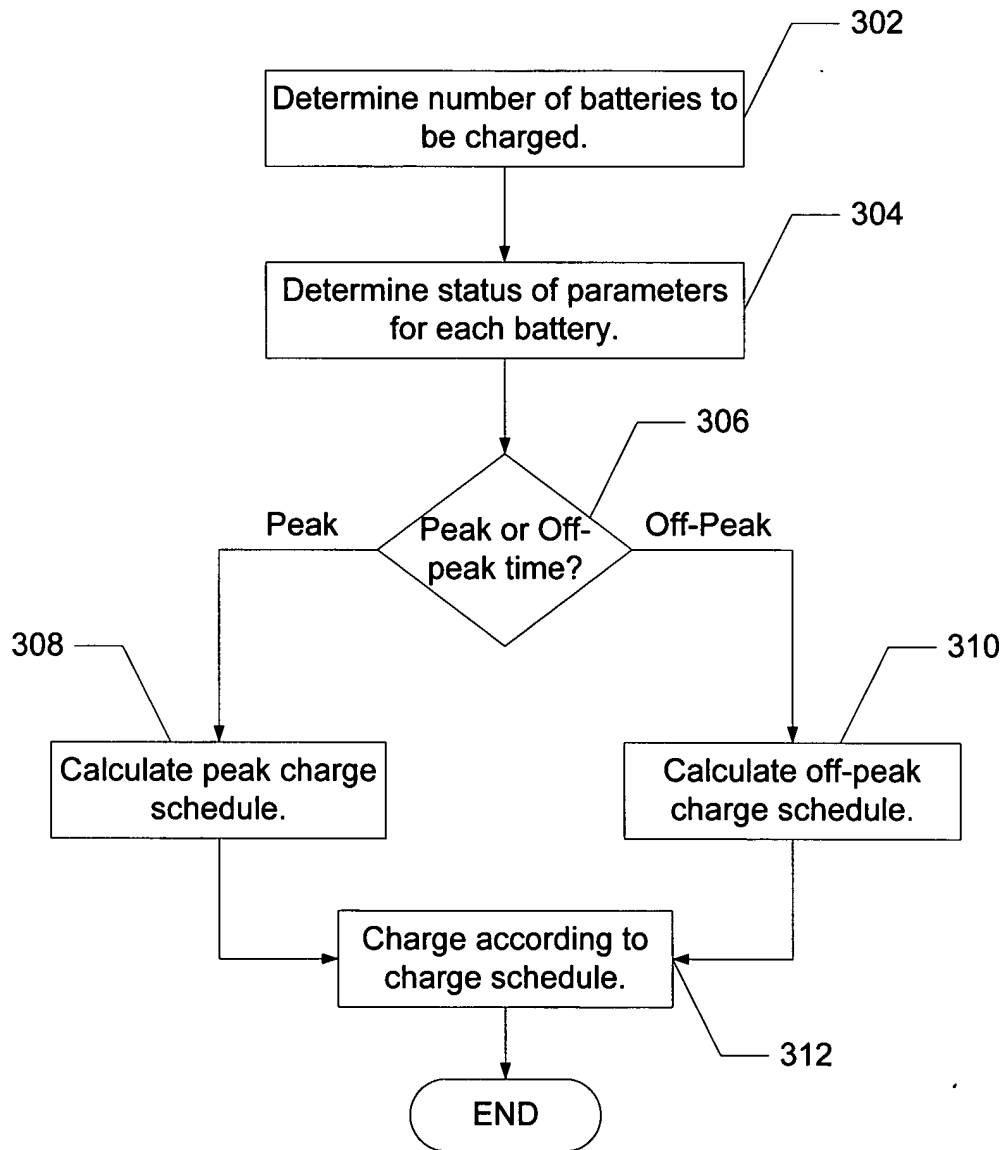 302
Determine number of batteries to
be charged.
304
Determine status of parameters
for each battery.
306
Peak
Peak or Off-
peak time?
Off-Peak
308
310
Calculate peak charge
schedule.
Calculate off-peak
charge schedule.
Charge according to
charge schedule.
312
END